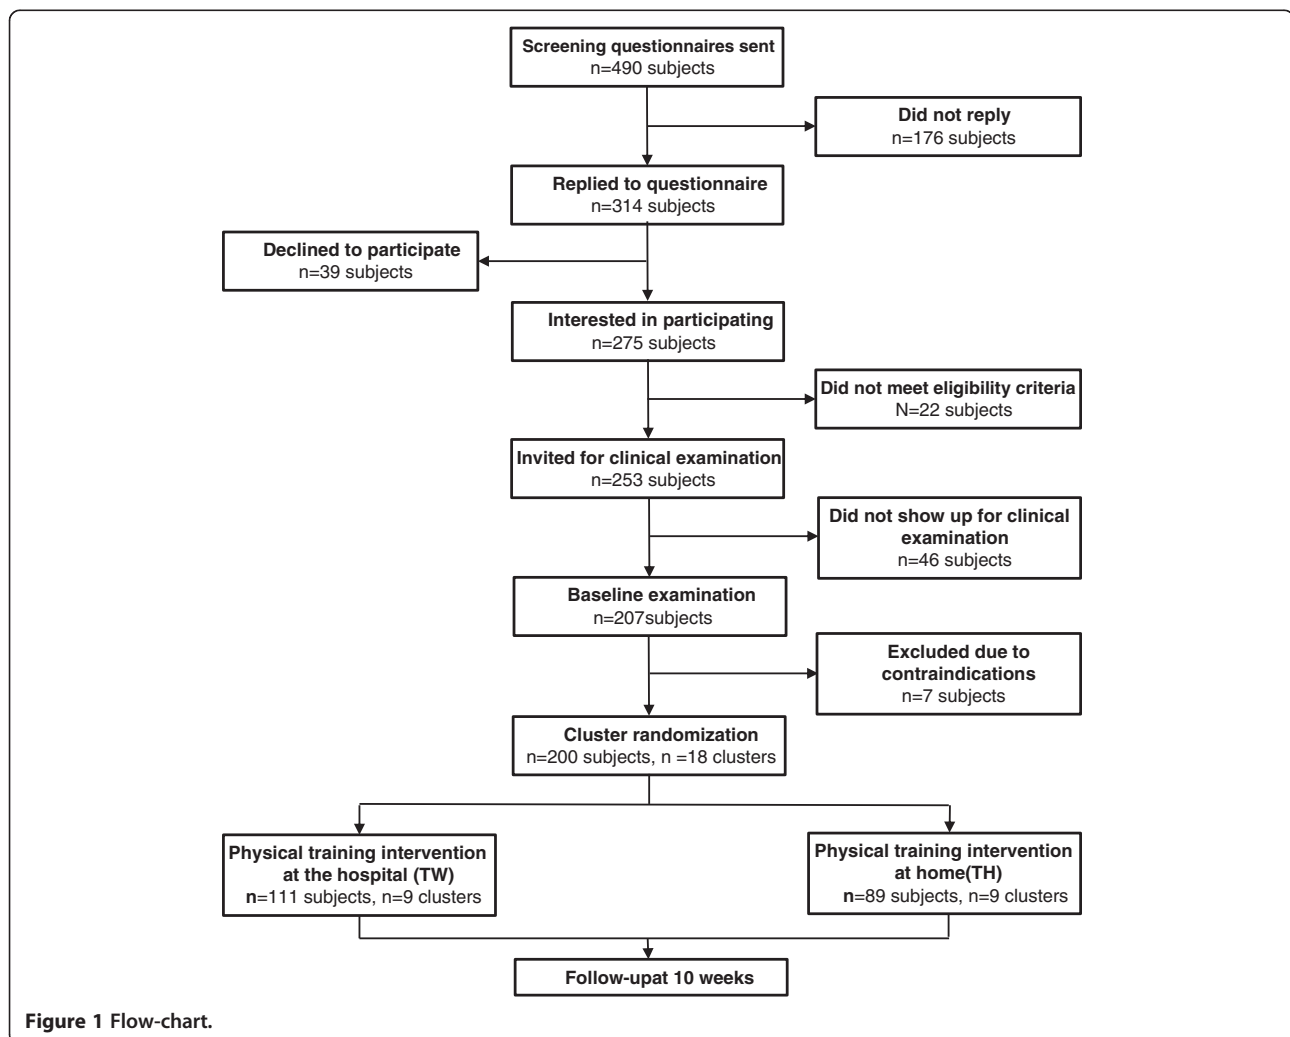 Screening questionnaires sent
n=490 subjects
Did not reply
n=176 subjects
Replied to questionnaire
n=314 subjects
Declined to participate
n=39 subjects
Interested in participating
n=275 subjects
Did not meet eligibility criteria
N=22 subjects
Invited for clinical examination
n=253 subjects
Did not show up for clinical
examination
n=46 subjects
Baseline examination
n=207subjects
Excluded due to
contraindications
n=7 subjects
Cluster randomization
n=200 subjects, n =18 clusters
Physical training intervention
at the hospital (TW)
n=111 subjects, n=9 clusters
Physical training intervention
at home(TH)
n=89 subjects, n=9 clusters
Follow-upat 10 weeks
Figure 1 Flow-chart.